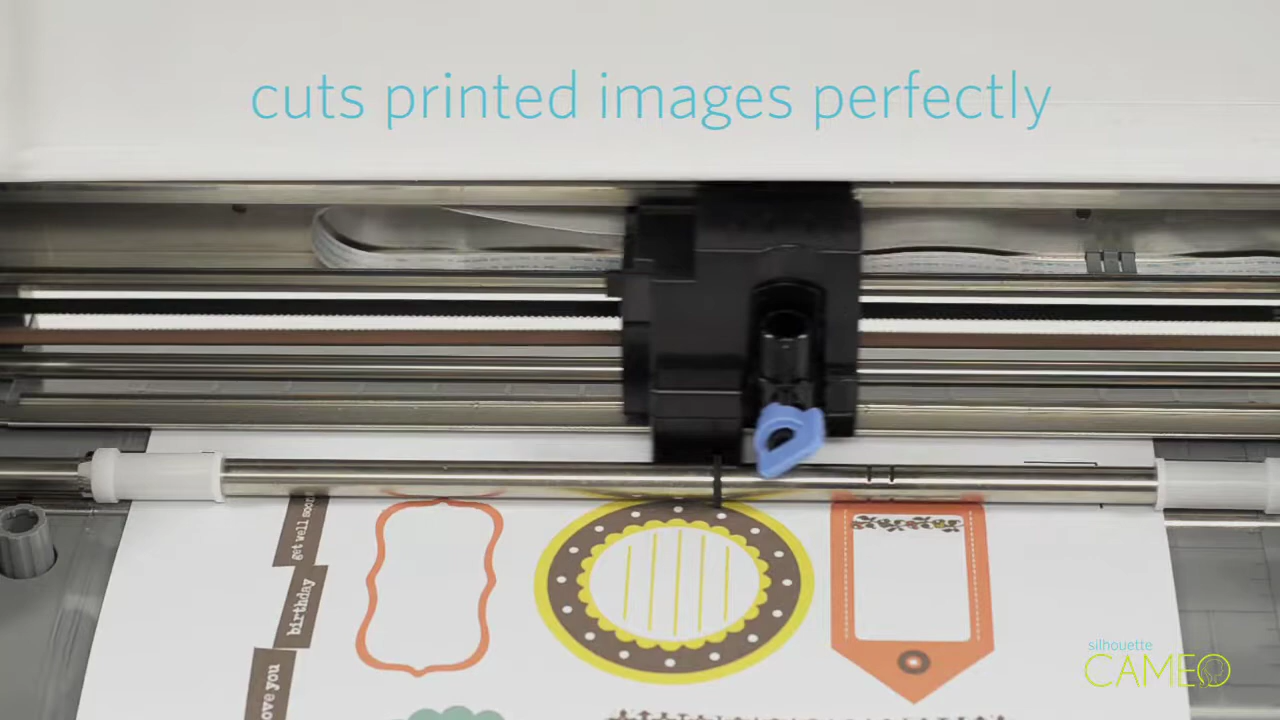 cuts printed images perfectly
get well soon
birthday
love you
silhouette
CAMEO